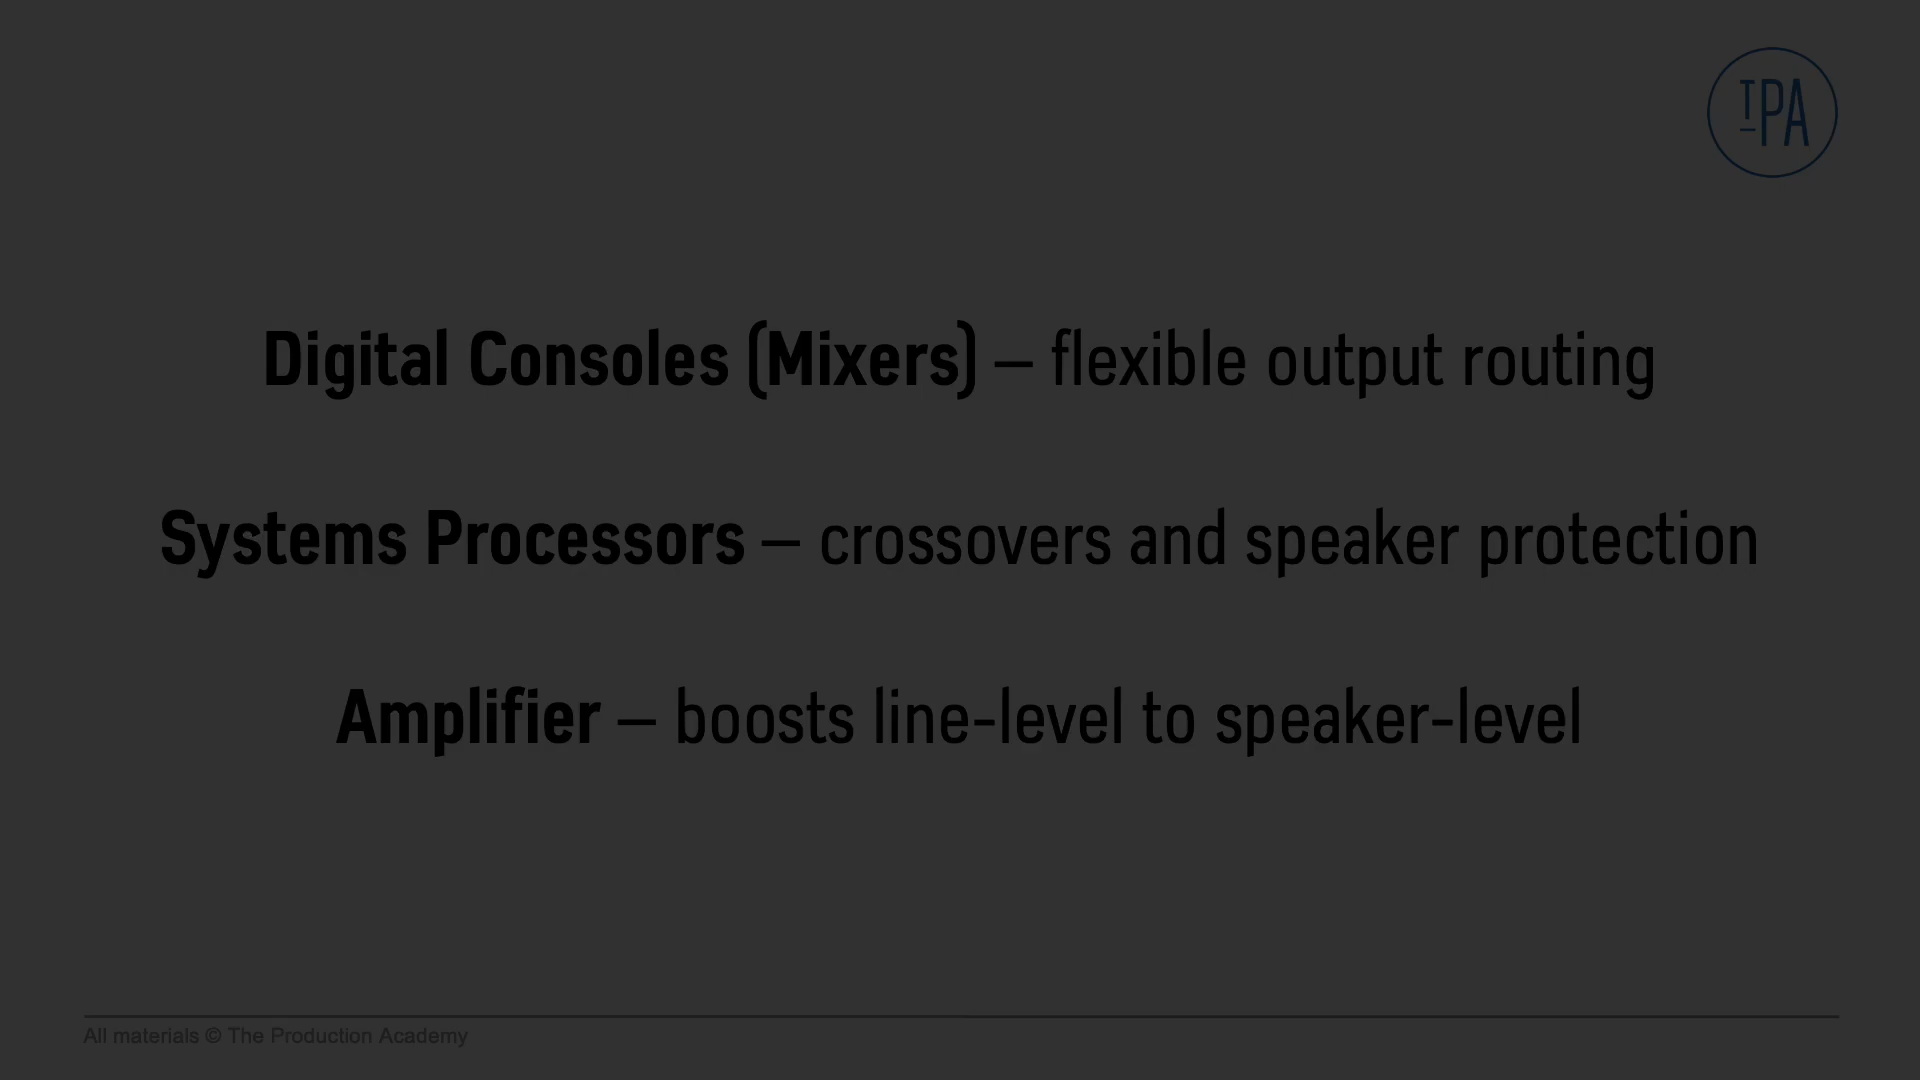 TPA
Digital Consoles (Mixers) – flexible output routing
Systems Processors – crossovers and speaker protection
Amplifier – boosts line-level to speaker-level
All materials © The Production Academy